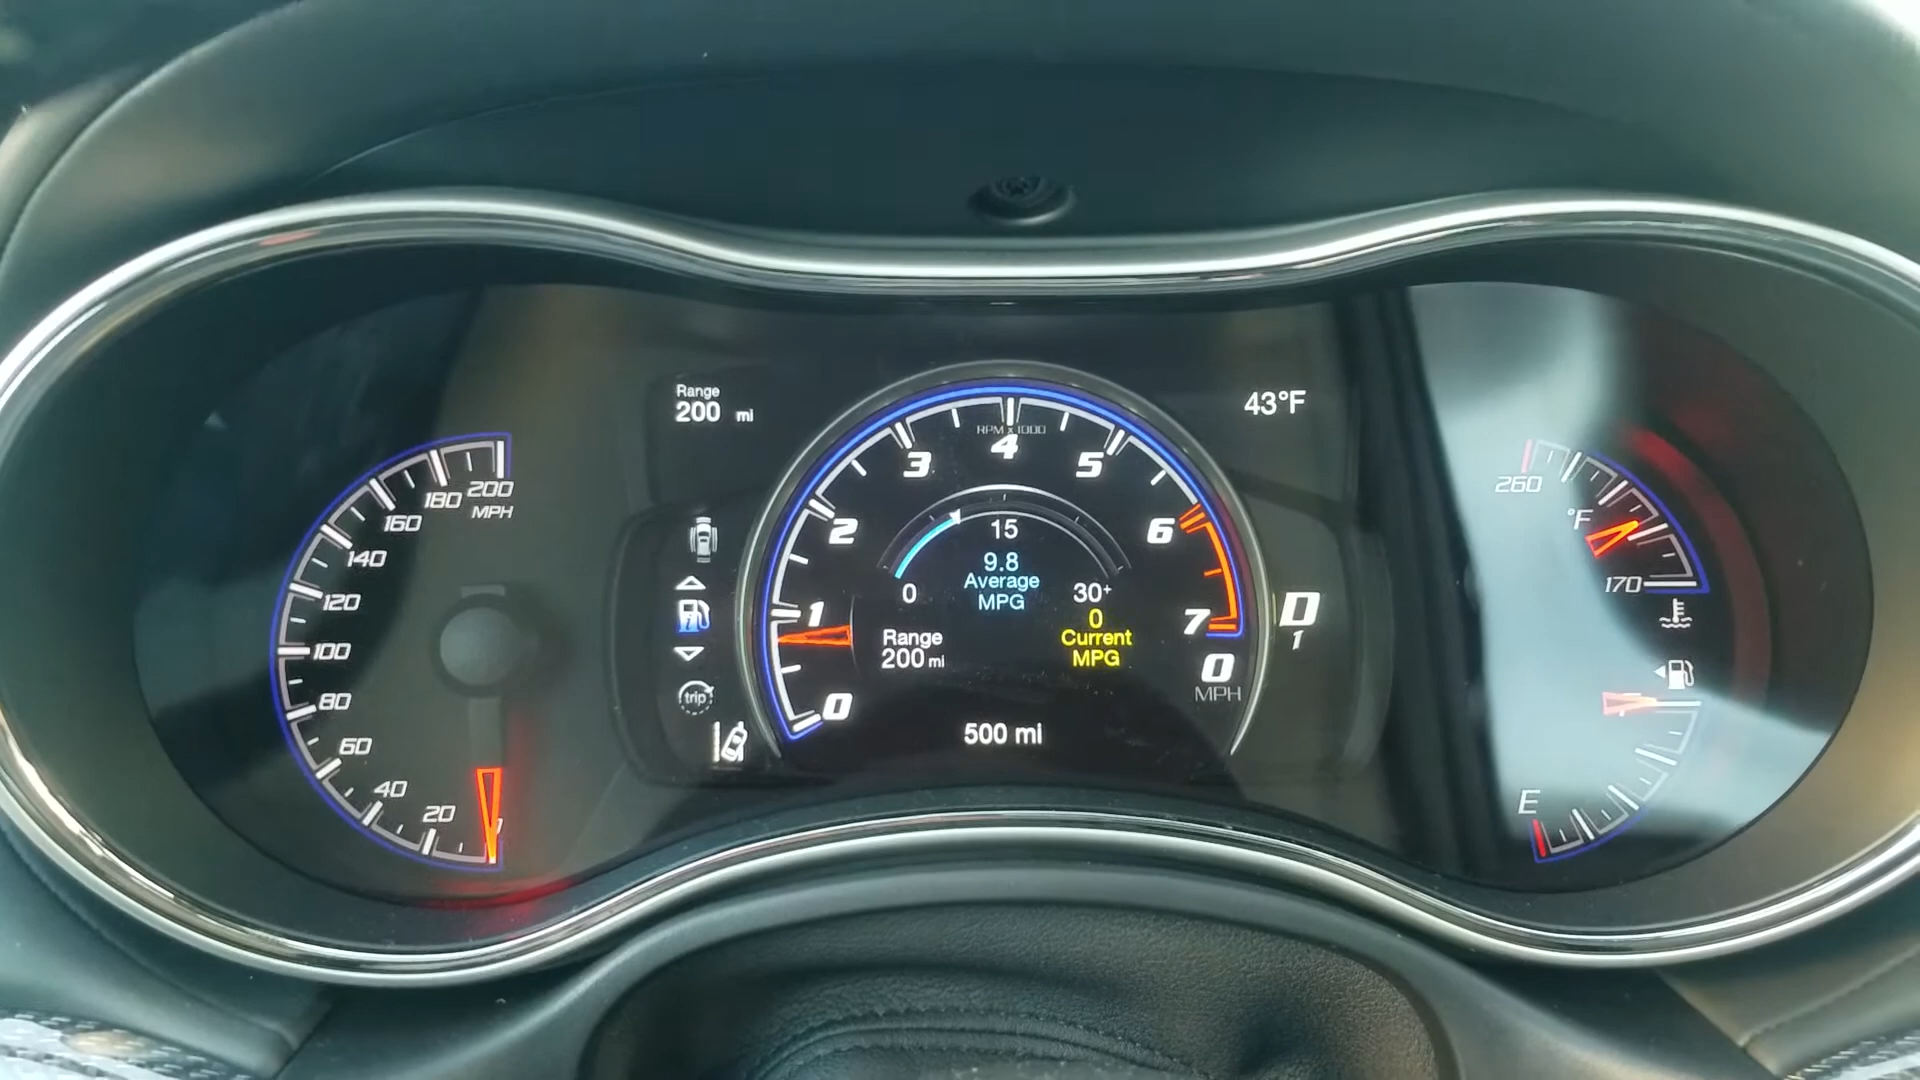 Range
200 mi
43°F
RPM x 1000
0
1
2
3
4
5
6
7
15
0
30+
9.8
Average
MPG
Range
200 mi
0
Current
MPG
500 mi
D
1
0
MPH
trip
20
40
60
80
100
120
140
160
180
200
MPH
260
°F
170
E